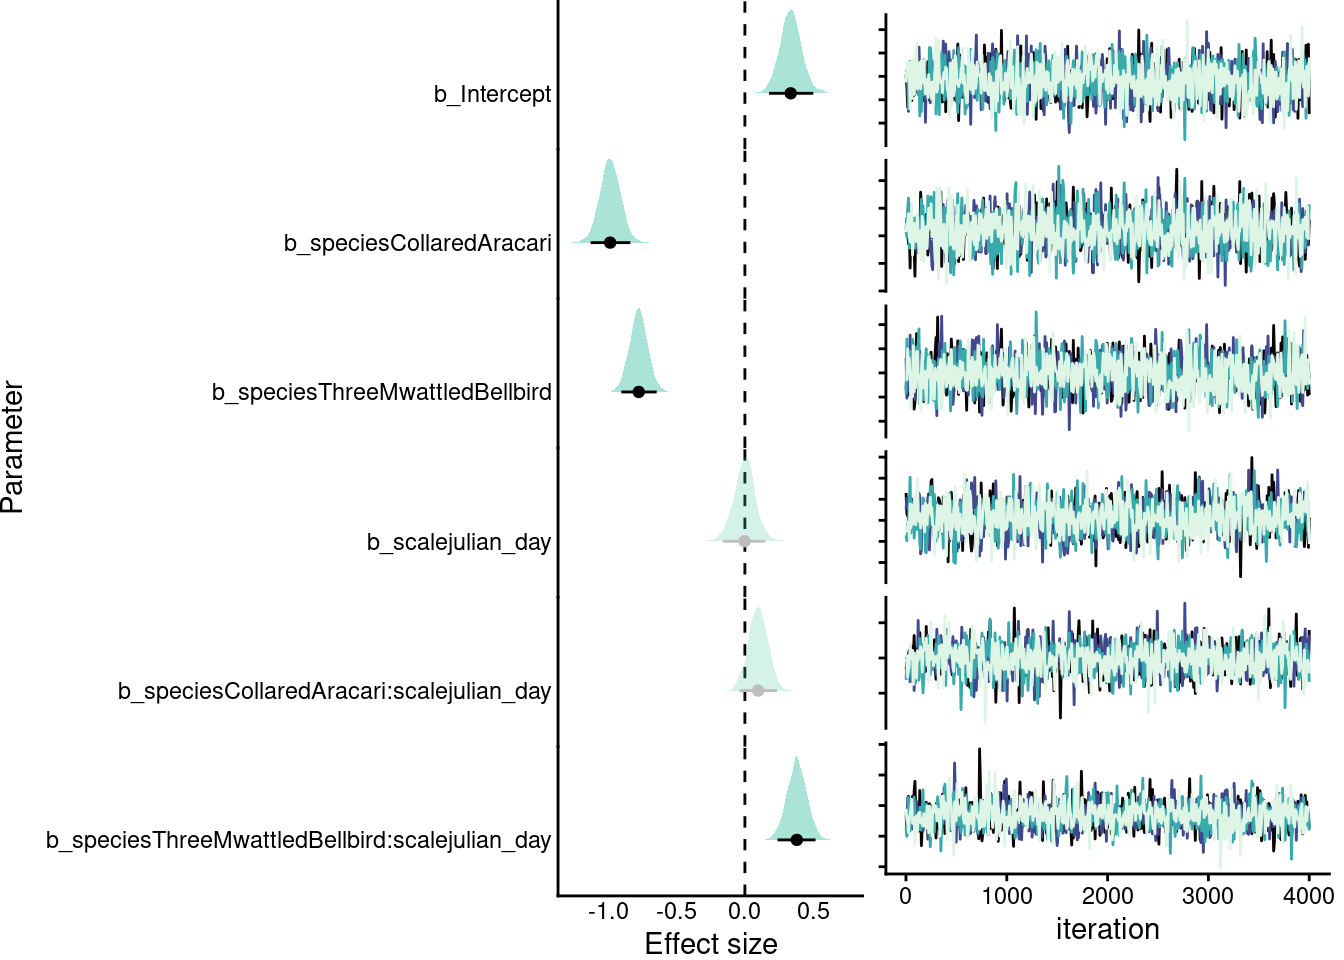 Parameter
b_Intercept
b_speciesCollaredAracari
b_speciesThreeMwattledBellbird
b_scalejulian_day
b_speciesCollaredAracari:scalejulian_day
b_speciesThreeMwattledBellbird:scalejulian_day
-1.0 -0.5 0.0 0.5
Effect size
0 1000 2000 3000 4000
iteration